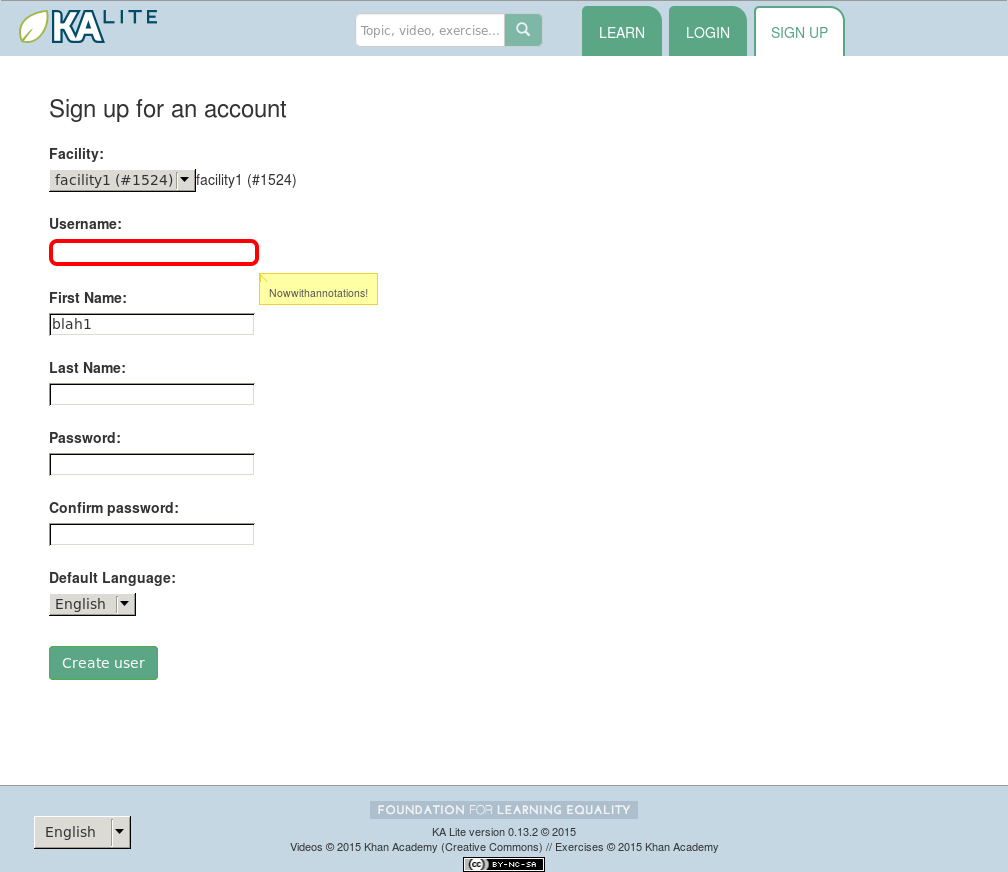 KA LITE
Topic, video, exercise...
LEARN
LOGIN
SIGN UP
Sign up for an account
Facility:
facility1 (#1524) facility1 (#1524)
Username:
Nowwithannotations!
First Name:
blah1
Last Name:
Password:
Confirm password:
Default Language:
English
Create user
English
FOUNDATION FOR LEARNING EQUALITY
KA Lite version 0.13.2 © 2015
Videos © 2015 Khan Academy (Creative Commons) // Exercises © 2015 Khan Academy
cc BY-NC-SA